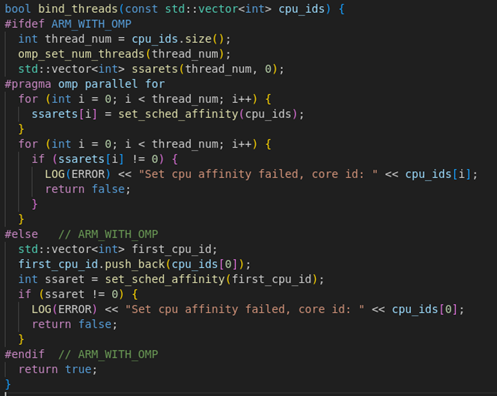 bool bind_threads(const std::vector<int> cpu_ids) {
#ifdef ARM_WITH_OMP
  int thread_num = cpu_ids.size();
  omp_set_num_threads(thread_num);
  std::vector<int> ssarets(thread_num, 0);
#pragma omp parallel for
  for (int i = 0; i < thread_num; i++) {
    ssarets[i] = set_sched_affinity(cpu_ids);
  }
  for (int i = 0; i < thread_num; i++) {
    if (ssarets[i] != 0) {
      LOG(ERROR) << "Set cpu affinity failed, core id: " << cpu_ids[i];
      return false;
    }
  }
#else   // ARM_WITH_OMP
  std::vector<int> first_cpu_id;
  first_cpu_id.push_back(cpu_ids[0]);
  int ssaret = set_sched_affinity(first_cpu_id);
  if (ssaret != 0) {
    LOG(ERROR) << "Set cpu affinity failed, core id: " << cpu_ids[0];
    return false;
  }
#endif  // ARM_WITH_OMP
  return true;
}